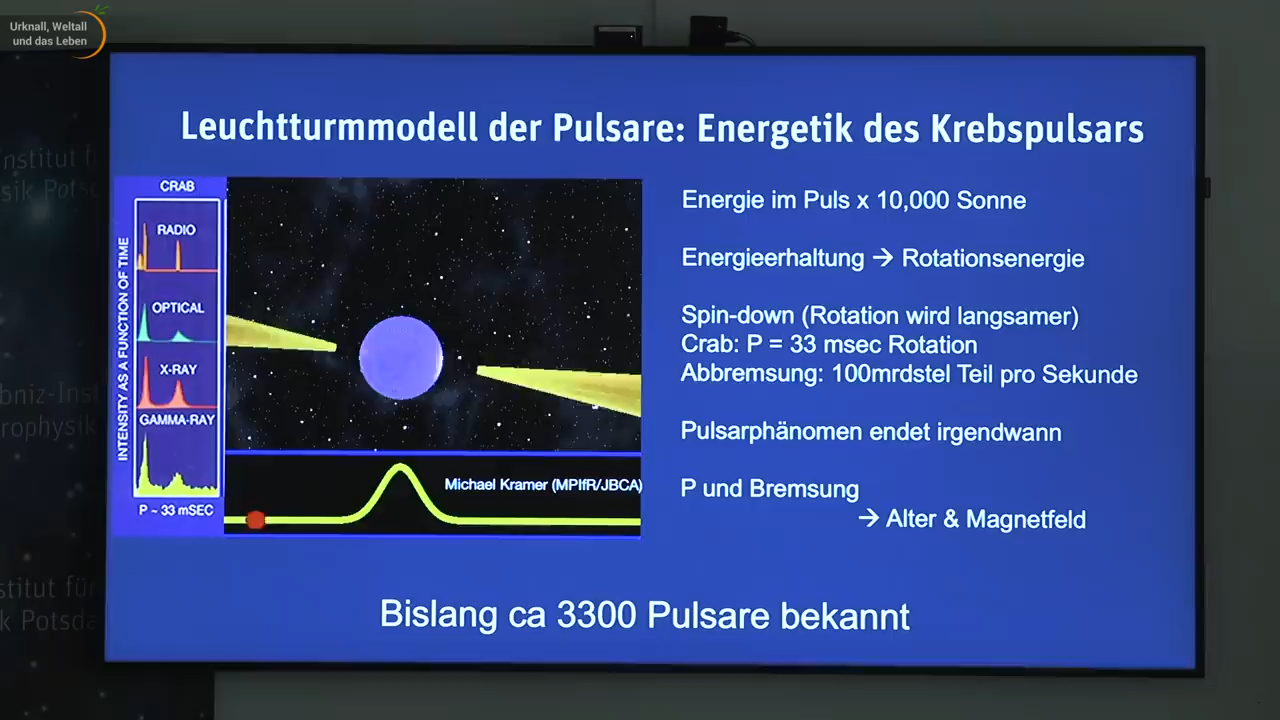 Urknall, Weltall
und das Leben
Leuchtturmmodell der Pulsare: Energetik des Krebspulsars
CRAB
INTENSITY AS A FUNCTION OF TIME
RADIO
OPTICAL
X-RAY
GAMMA-RAY
P ~ 33 mSEC
Michael Kramer (MPIfR/JBCA)
Energie im Puls x 10,000 Sonne
Energieerhaltung → Rotationsenergie
Spin-down (Rotation wird langsamer)
Crab: P = 33 msec Rotation
Abbremsung: 100mrdstel Teil pro Sekunde
Pulsarphänomen endet irgendwann
P und Bremsung
→ Alter & Magnetfeld
Bislang ca 3300 Pulsare bekannt